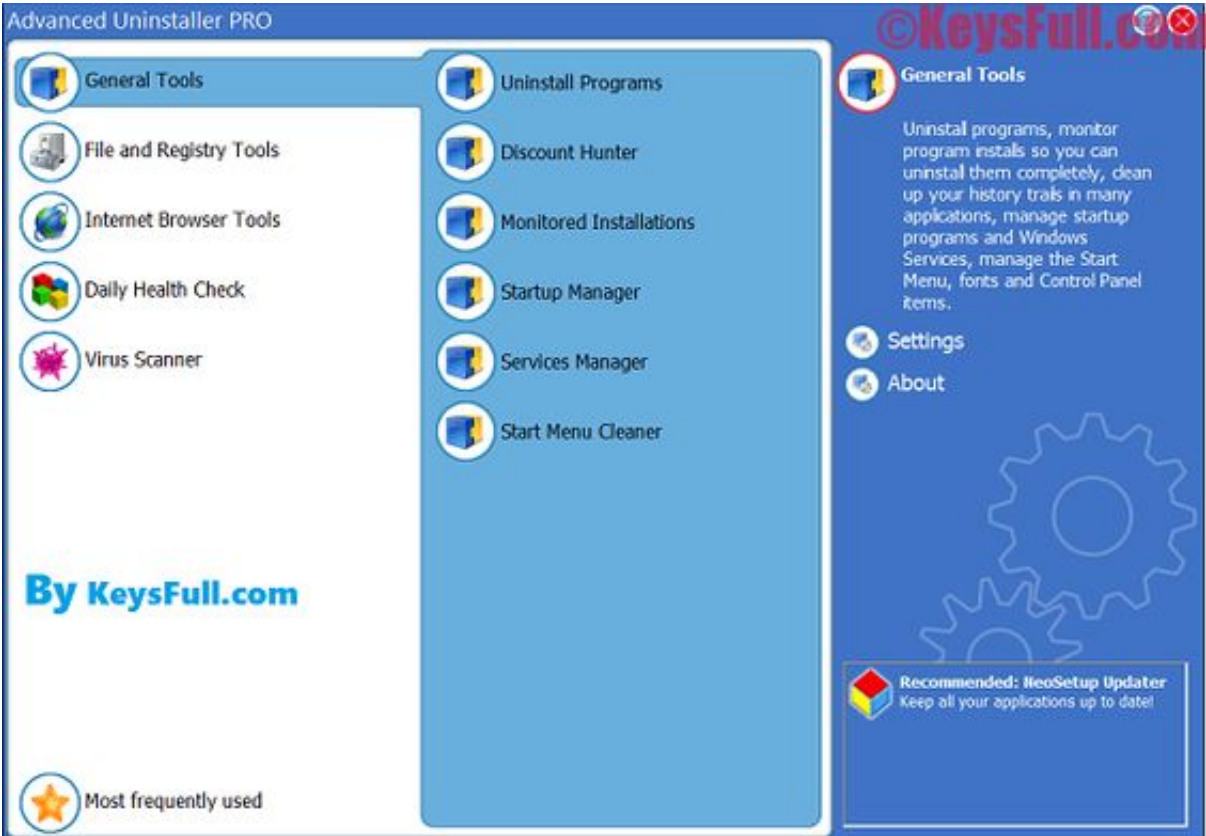 Advanced Uninstaller PRO
©KeysFull.com
General Tools
File and Registry Tools
Internet Browser Tools
Daily Health Check
Virus Scanner
By KeysFull.com
Most frequently used
Uninstall Programs
Discount Hunter
Monitored Installations
Startup Manager
Services Manager
Start Menu Cleaner
General Tools
Uninstall programs, monitor
program installs so you can
uninstall them completely, clean
up your history trails in many
applications, manage startup
programs and Windows
Services, manage the Start
Menu, fonts and Control Panel
items.
Settings
About
Recommended: NeoSetup Updater
Keep all your applications up to date!